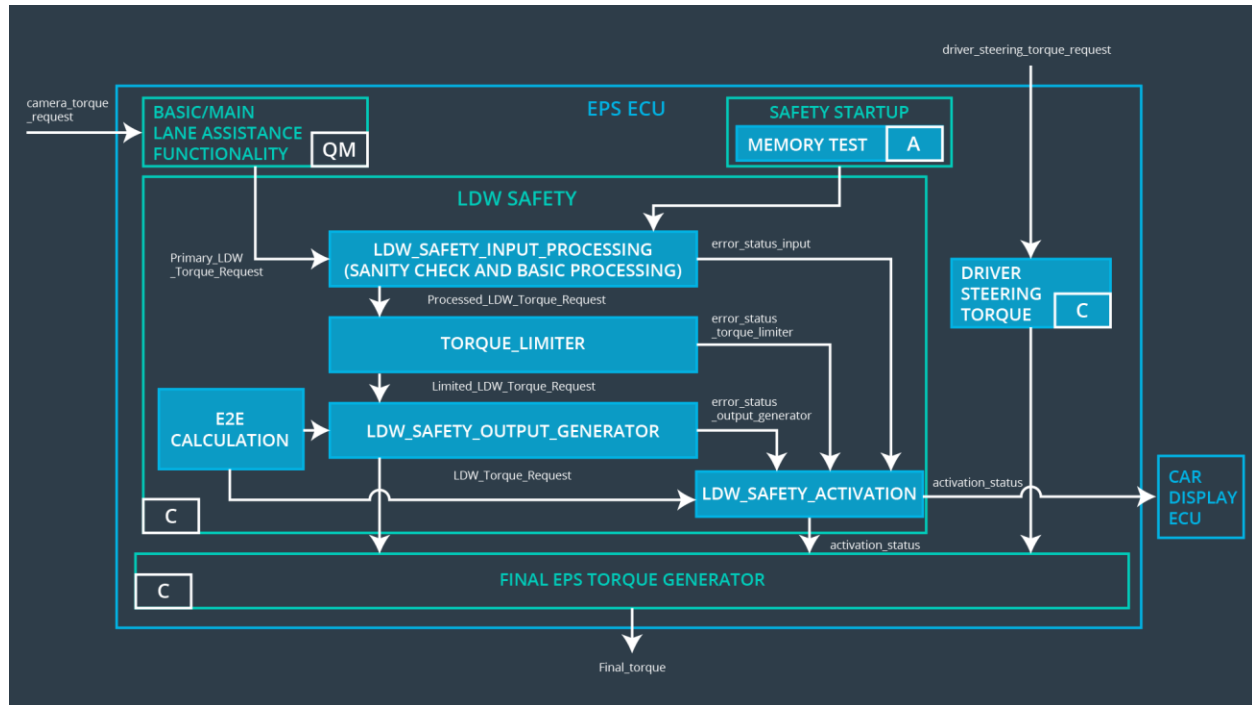 driver_steering_torque_request
camera_torque
_request
EPS ECU
BASIC/MAIN
LANE ASSISTANCE
FUNCTIONALITY
QM
SAFETY STARTUP
MEMORY TEST
A
LDW SAFETY
Primary_LDW
_Torque_Request
LDW_SAFETY_INPUT_PROCESSING
(SANITY CHECK AND BASIC PROCESSING)
error_status_input
DRIVER
STEERING
TORQUE
C
Processed_LDW_Torque_Request
TORQUE_LIMITER
error_status
_torque_limiter
Limited_LDW_Torque_Request
E2E
CALCULATION
LDW_SAFETY_OUTPUT_GENERATOR
error_status
_output_generator
LDW_Torque_Request
LDW_SAFETY_ACTIVATION
activation_status
CAR
DISPLAY
ECU
C
activation_status
FINAL EPS TORQUE GENERATOR
C
Final_torque